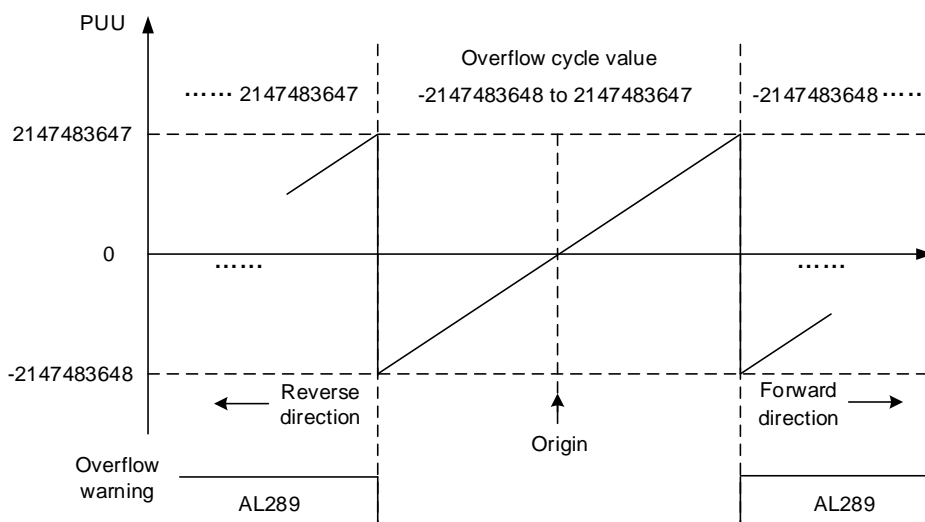 PUU
Overflow cycle value
…… 2147483647
-2147483648 to 2147483647
-2147483648 ……
2147483647
0
……
……
-2147483648
Reverse
direction
Forward
direction
Origin
Overflow
warning
AL289
AL289